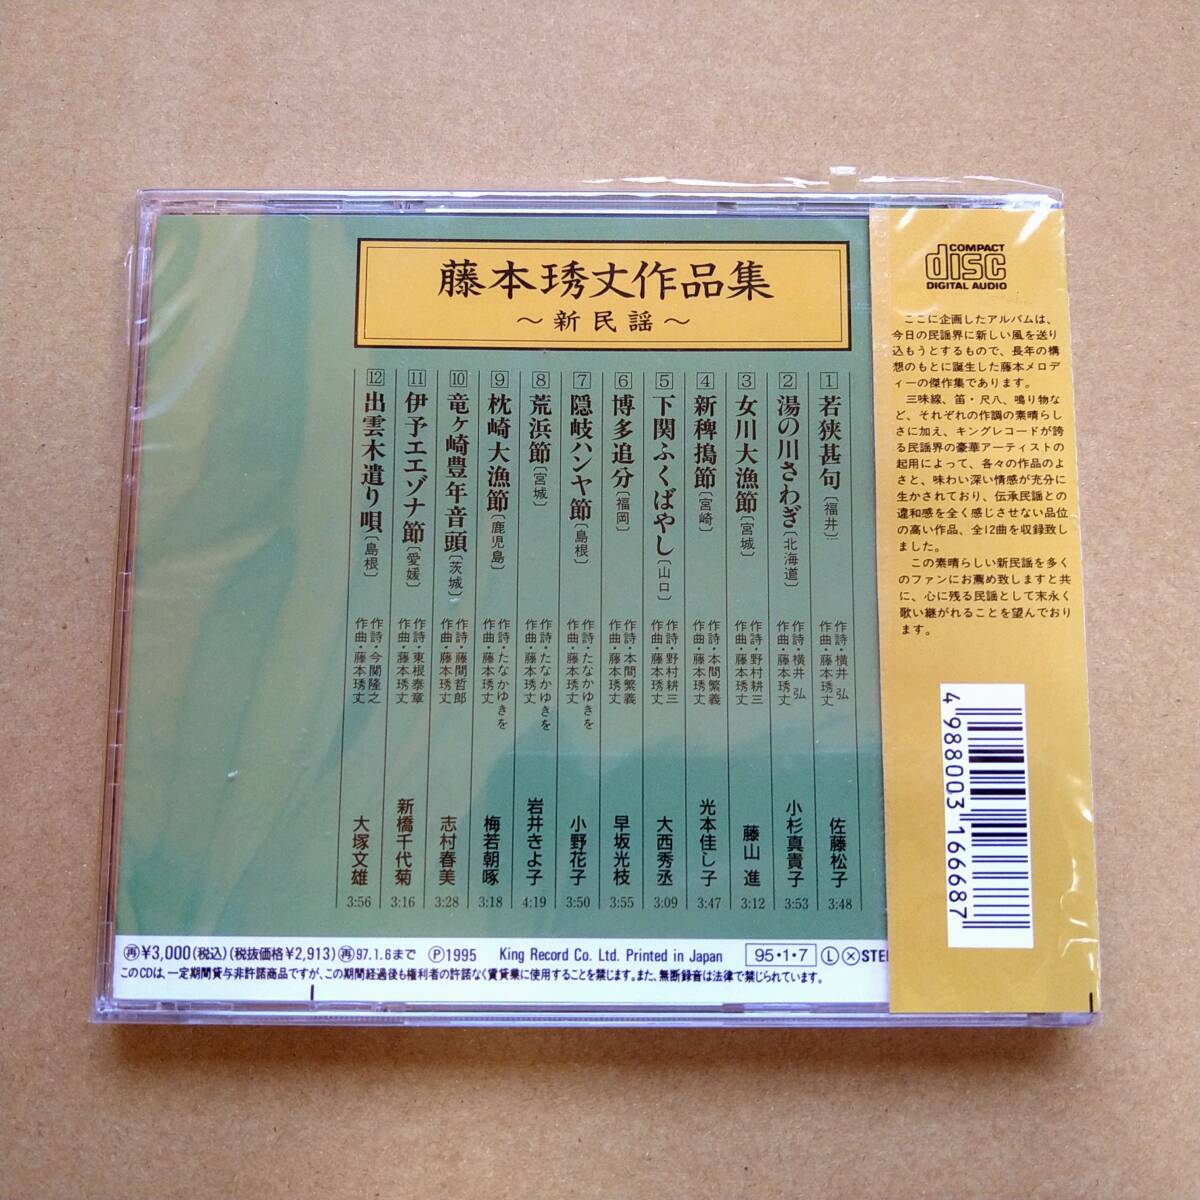 藤本琇丈作品集
～新民謡～
1 若狭甚句〔福井〕 作詩・横井 弘 作曲・藤本琇丈 佐藤松子 3:48
2 湯の川さわぎ〔北海道〕 作詩・横井 弘 作曲・藤本琇丈 小杉真貴子 3:53
3 女川大漁節〔宮城〕 作詩・野村耕三 作曲・藤本琇丈 藤山 進 3:12
4 新稗搗節〔宮崎〕 作詩・本間繁義 作曲・藤本琇丈 光本佳し子 3:47
5 下関ふくばやし〔山口〕 作詩・野村耕三 作曲・藤本琇丈 大西秀丞 3:09
6 博多追分〔福岡〕 作詩・本間繁義 作曲・藤本琇丈 早坂光枝 3:55
7 隠岐ハンヤ節〔島根〕 作詩・たなかゆきを 作曲・藤本琇丈 小野花子 3:50
8 荒浜節〔宮城〕 作詩・たなかゆきを 作曲・藤本琇丈 岩井きよ子 4:19
9 枕崎大漁節〔鹿児島〕 作詩・たなかゆきを 作曲・藤本琇丈 梅若朝啄 3:18
10 竜ヶ崎豊年音頭〔茨城〕 作詩・藤間哲郎 作曲・藤本琇丈 志村春美 3:28
11 伊予エエゾナ節〔愛媛〕 作詩・東根泰章 作曲・藤本琇丈 新橋千代菊 3:16
12 出雲木遣り唄〔島根〕 作詩・今関隆之 作曲・藤本琇丈 大塚文雄 3:56
再¥3,000(税込)(税抜価格¥2,913)再97.1.6まで Ⓟ1995 King Record Co. Ltd. Printed in Japan 95・1・7 Ⓛ ⓧ STE
このCDは、一定期間貸与非許諾商品ですが、この期間経過後も権利者の許諾なく賃貸業に使用することを禁じます。また、無断録音は法律で禁じられています。
COMPACT
disc
DIGITAL AUDIO
ここに企画したアルバムは、
今日の民謡界に新しい風を送り
込もうとするもので、長年の構
想のもとに誕生した藤本メロデ
ィーの傑作集であります。
三味線、笛・尺八、鳴り物な
ど、それぞれの作調の素晴らし
さに加え、キングレコードが誇
る民謡界の豪華アーティストの
起用によって、各々の作品のよ
さと、味わい深い情感が充分に
生かされており、伝承民謡との
違和感を全く感じさせない品位
の高い作品、全12曲を収録致し
ました。
この素晴らしい新民謡を多く
のファンにお薦め致しますと共
に、心に残る民謡として末永く
歌い継がれることを望んでおり
ます。
4 988003 166687